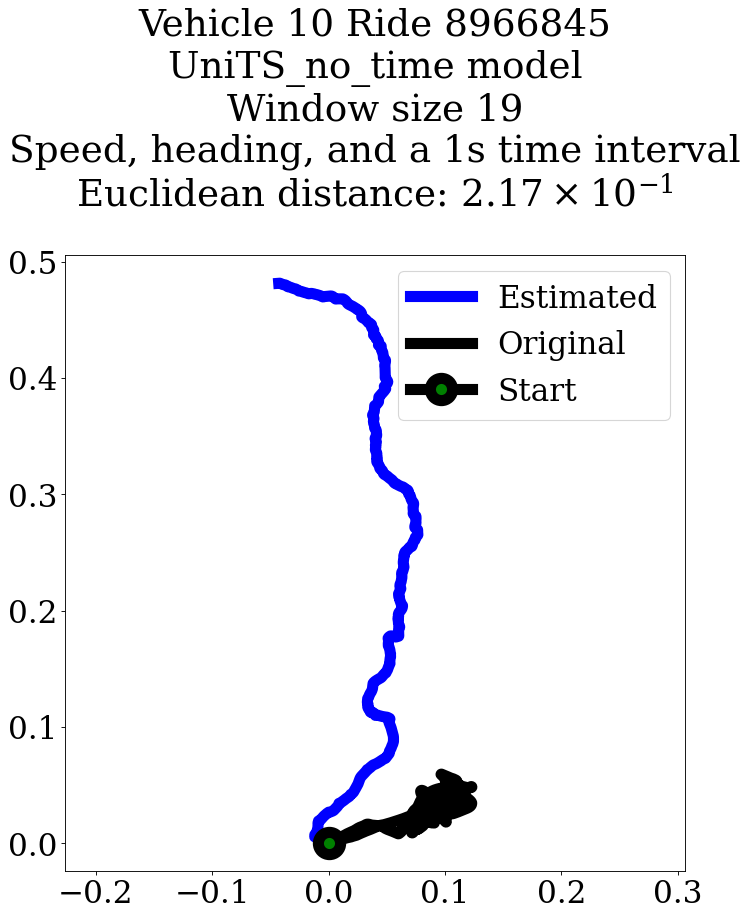 Vehicle 10 Ride 8966845
UniTS_no_time model
Window size 19
Speed, heading, and a 1s time interval
Euclidean distance: 2.17 × 10⁻¹
0.5
0.4
0.3
0.2
0.1
0.0
Estimated
Original
Start
−0.2 −0.1 0.0 0.1 0.2 0.3